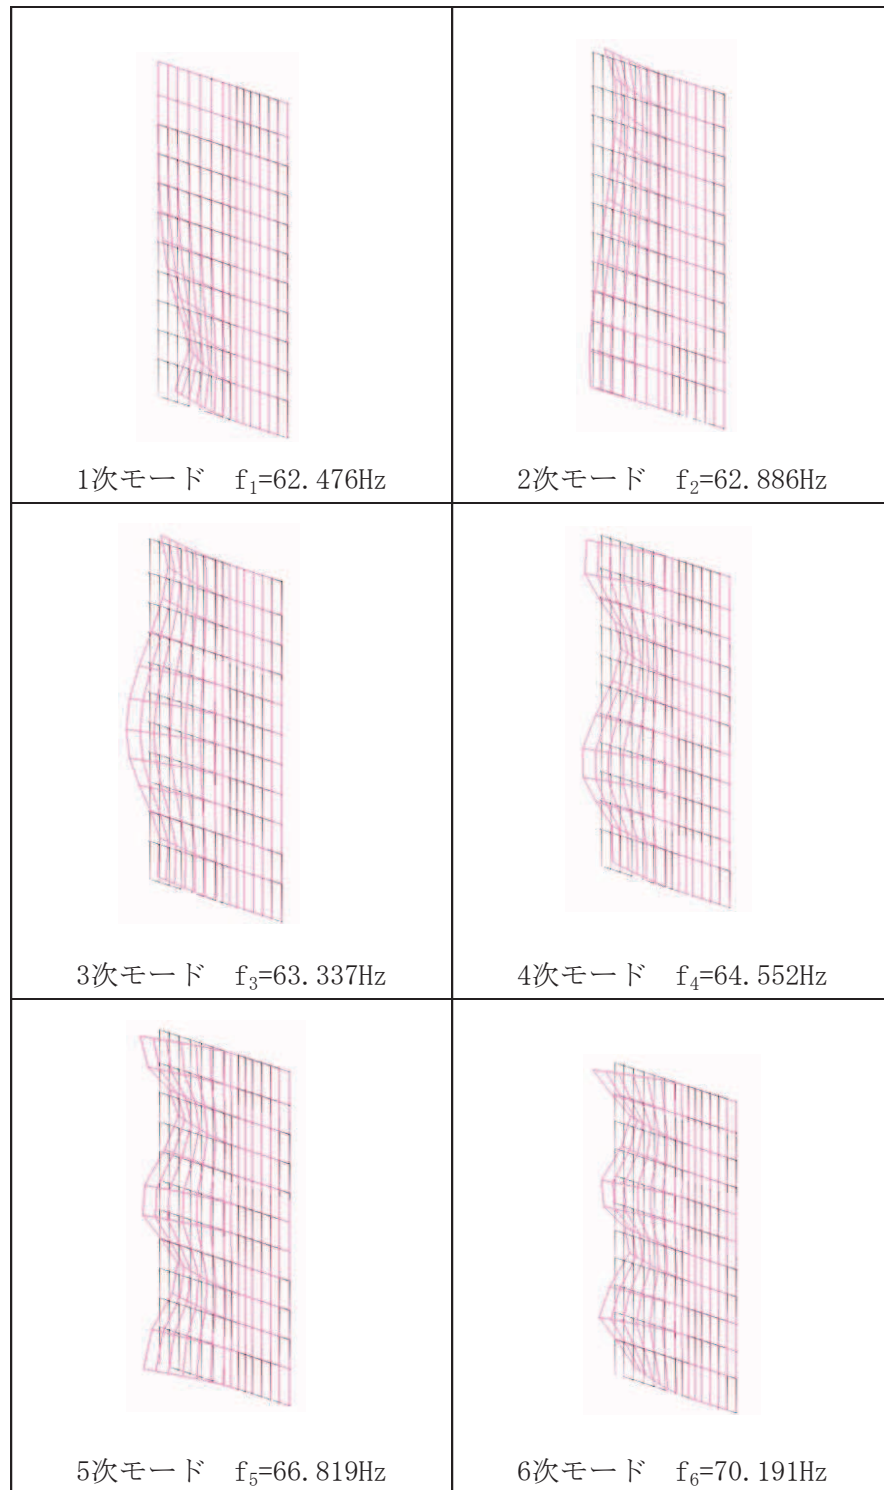 1次モード f₁=62.476Hz
2次モード f₂=62.886Hz
3次モード f₃=63.337Hz
4次モード f₄=64.552Hz
5次モード f₅=66.819Hz
6次モード f₆=70.191Hz